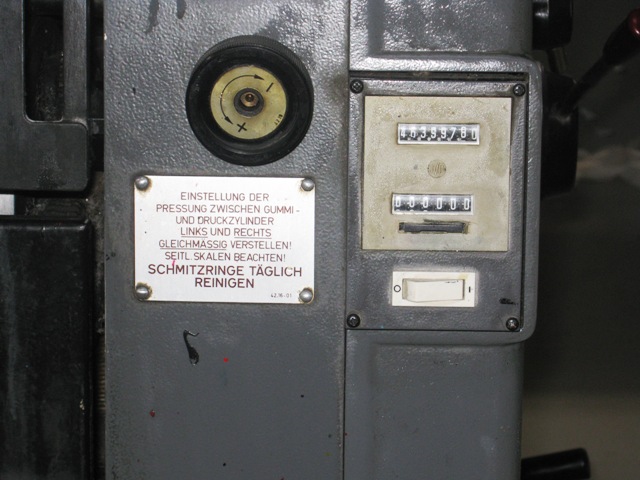 - +
EINSTELLUNG DER
PRESSUNG ZWISCHEN GUMMI-
UND DRUCKZYLINDER
LINKS UND RECHTS
GLEICHMÄSSIG VERSTELLEN!
SEITL. SKALEN BEACHTEN!
SCHMITZRINGE TÄGLICH
REINIGEN
42.16-01
46399780
000000
O I